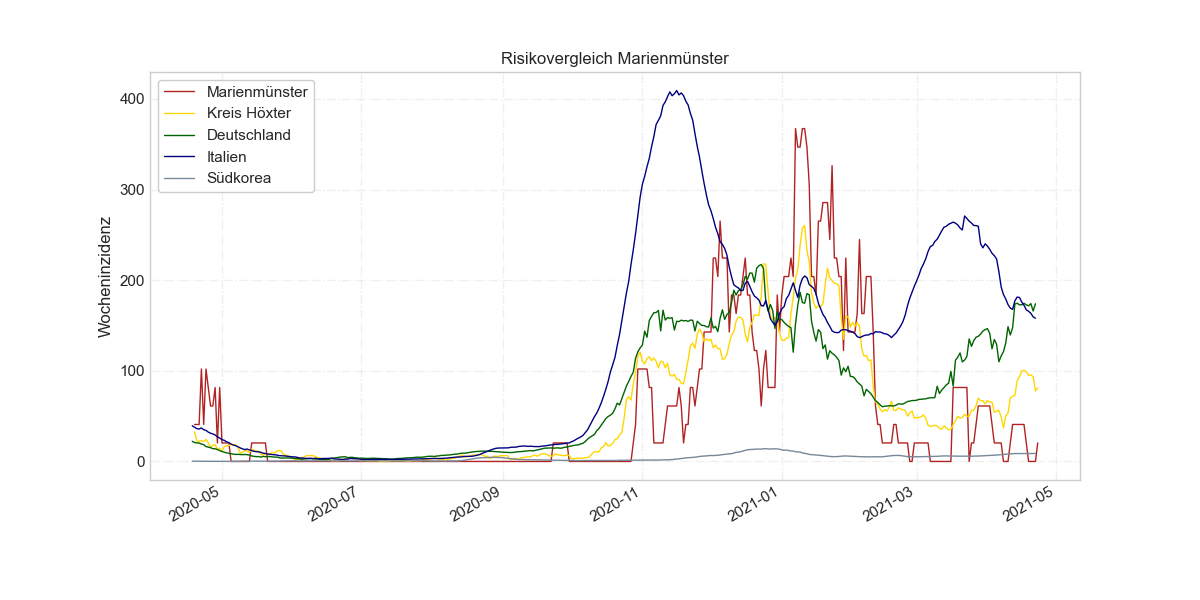 Risikovergleich Marienmünster
Marienmünster
Kreis Höxter
Deutschland
Italien
Südkorea
Wocheninzidenz
400
300
200
100
0
2020-05
2020-07
2020-09
2020-11
2021-01
2021-03
2021-05